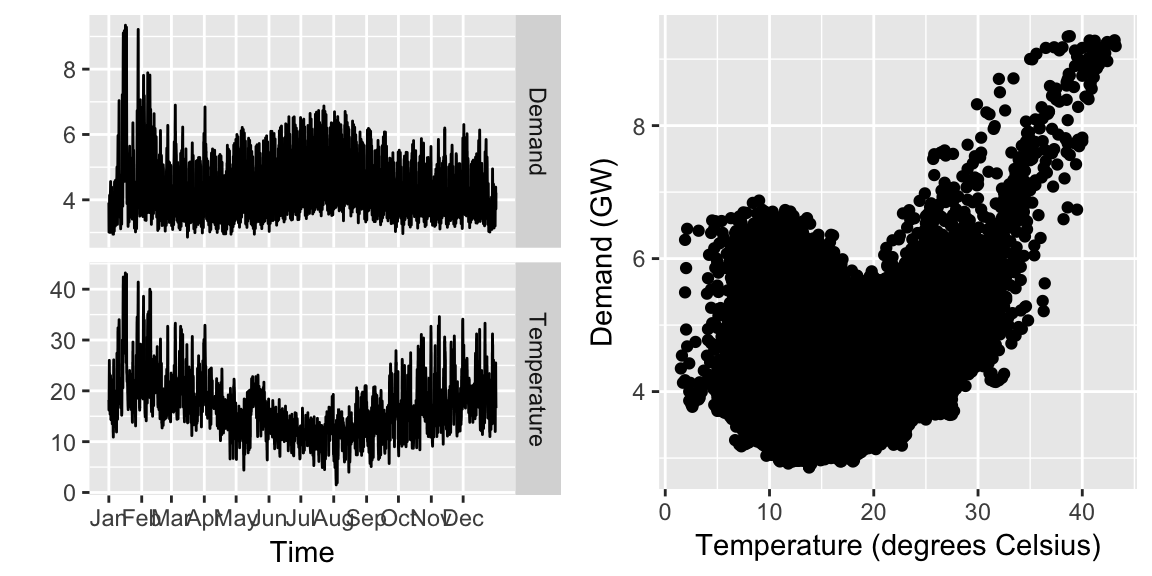 8
6
4
Demand
40
30
20
10
0
Temperature
Jan Feb Mar Apr May Jun Jul Aug Sep Oct Nov Dec
Time
8
6
4
Demand (GW)
0 10 20 30 40
Temperature (degrees Celsius)